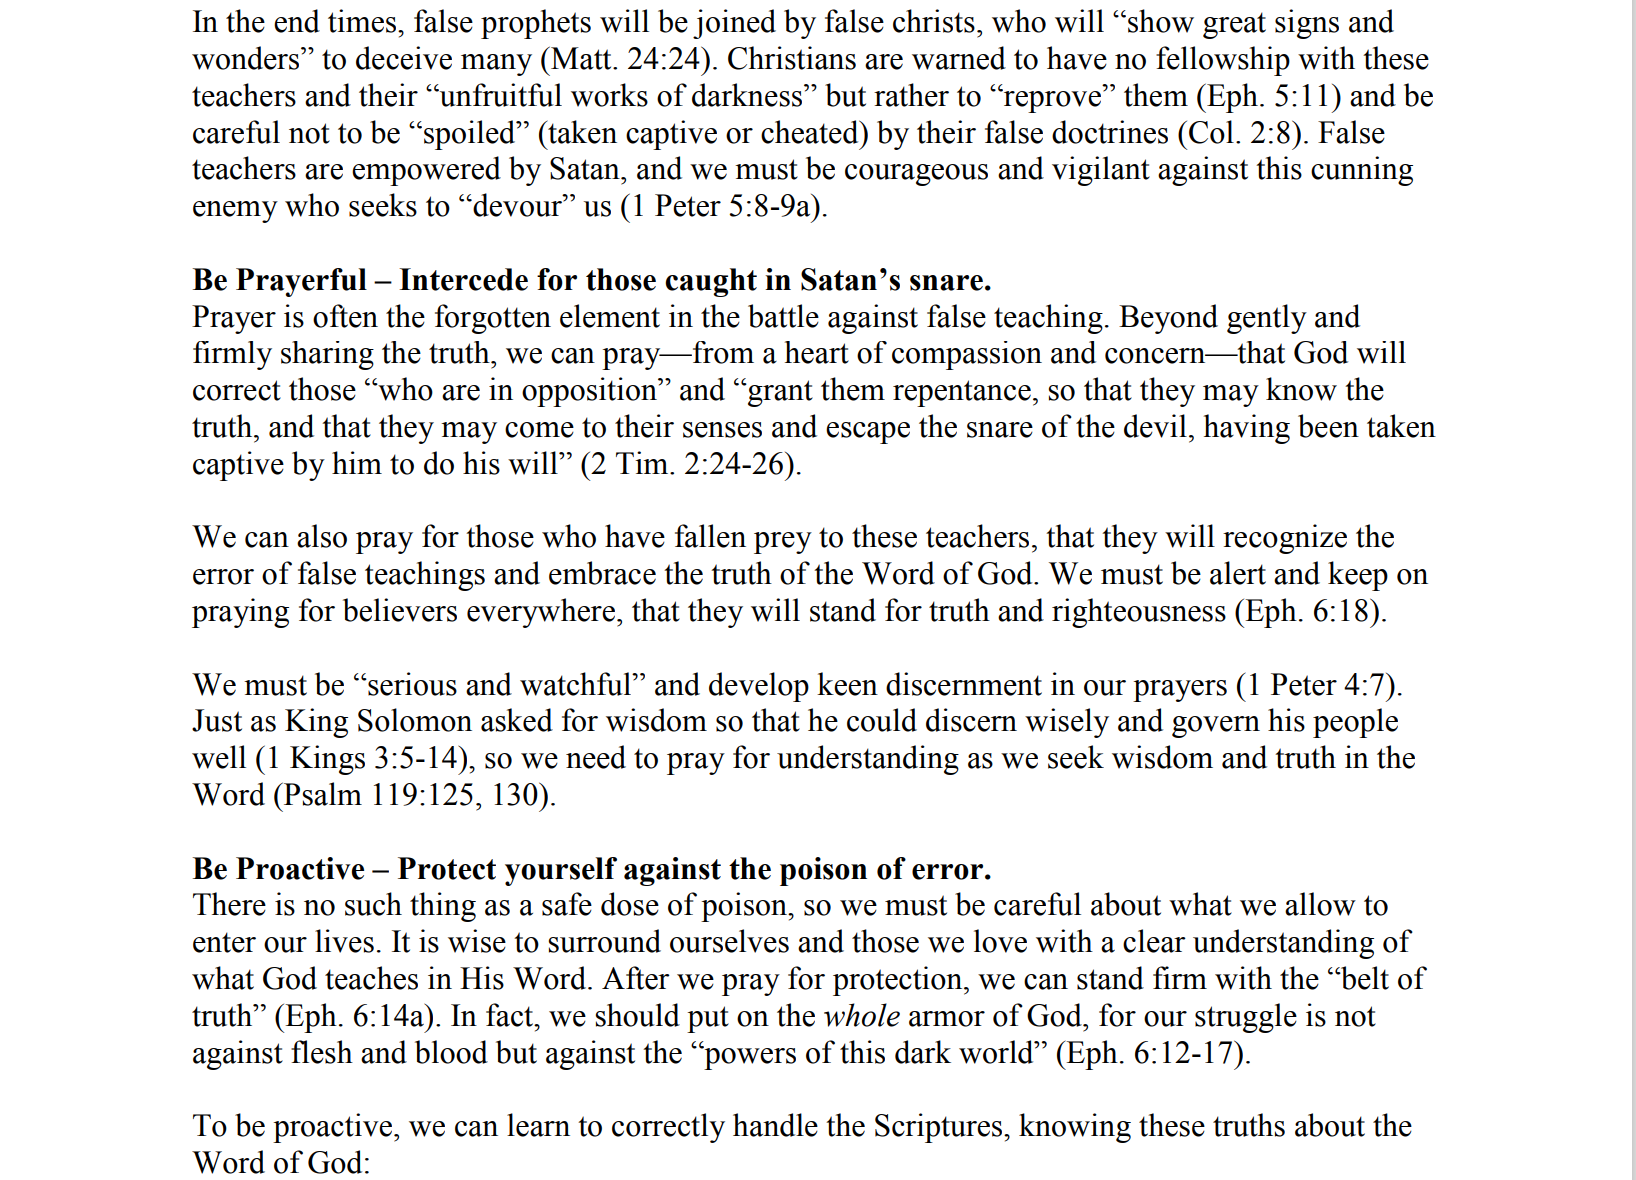 In the end times, false prophets will be joined by false christs, who will “show great signs and
wonders” to deceive many (Matt. 24:24). Christians are warned to have no fellowship with these
teachers and their “unfruitful works of darkness” but rather to “reprove” them (Eph. 5:11) and be
careful not to be “spoiled” (taken captive or cheated) by their false doctrines (Col. 2:8). False
teachers are empowered by Satan, and we must be courageous and vigilant against this cunning
enemy who seeks to “devour” us (1 Peter 5:8-9a).
Be Prayerful – Intercede for those caught in Satan’s snare.
Prayer is often the forgotten element in the battle against false teaching. Beyond gently and
firmly sharing the truth, we can pray—from a heart of compassion and concern—that God will
correct those “who are in opposition” and “grant them repentance, so that they may know the
truth, and that they may come to their senses and escape the snare of the devil, having been taken
captive by him to do his will” (2 Tim. 2:24-26).
We can also pray for those who have fallen prey to these teachers, that they will recognize the
error of false teachings and embrace the truth of the Word of God. We must be alert and keep on
praying for believers everywhere, that they will stand for truth and righteousness (Eph. 6:18).
We must be “serious and watchful” and develop keen discernment in our prayers (1 Peter 4:7).
Just as King Solomon asked for wisdom so that he could discern wisely and govern his people
well (1 Kings 3:5-14), so we need to pray for understanding as we seek wisdom and truth in the
Word (Psalm 119:125, 130).
Be Proactive – Protect yourself against the poison of error.
There is no such thing as a safe dose of poison, so we must be careful about what we allow to
enter our lives. It is wise to surround ourselves and those we love with a clear understanding of
what God teaches in His Word. After we pray for protection, we can stand firm with the “belt of
truth” (Eph. 6:14a). In fact, we should put on the whole armor of God, for our struggle is not
against flesh and blood but against the “powers of this dark world” (Eph. 6:12-17).
To be proactive, we can learn to correctly handle the Scriptures, knowing these truths about the
Word of God: